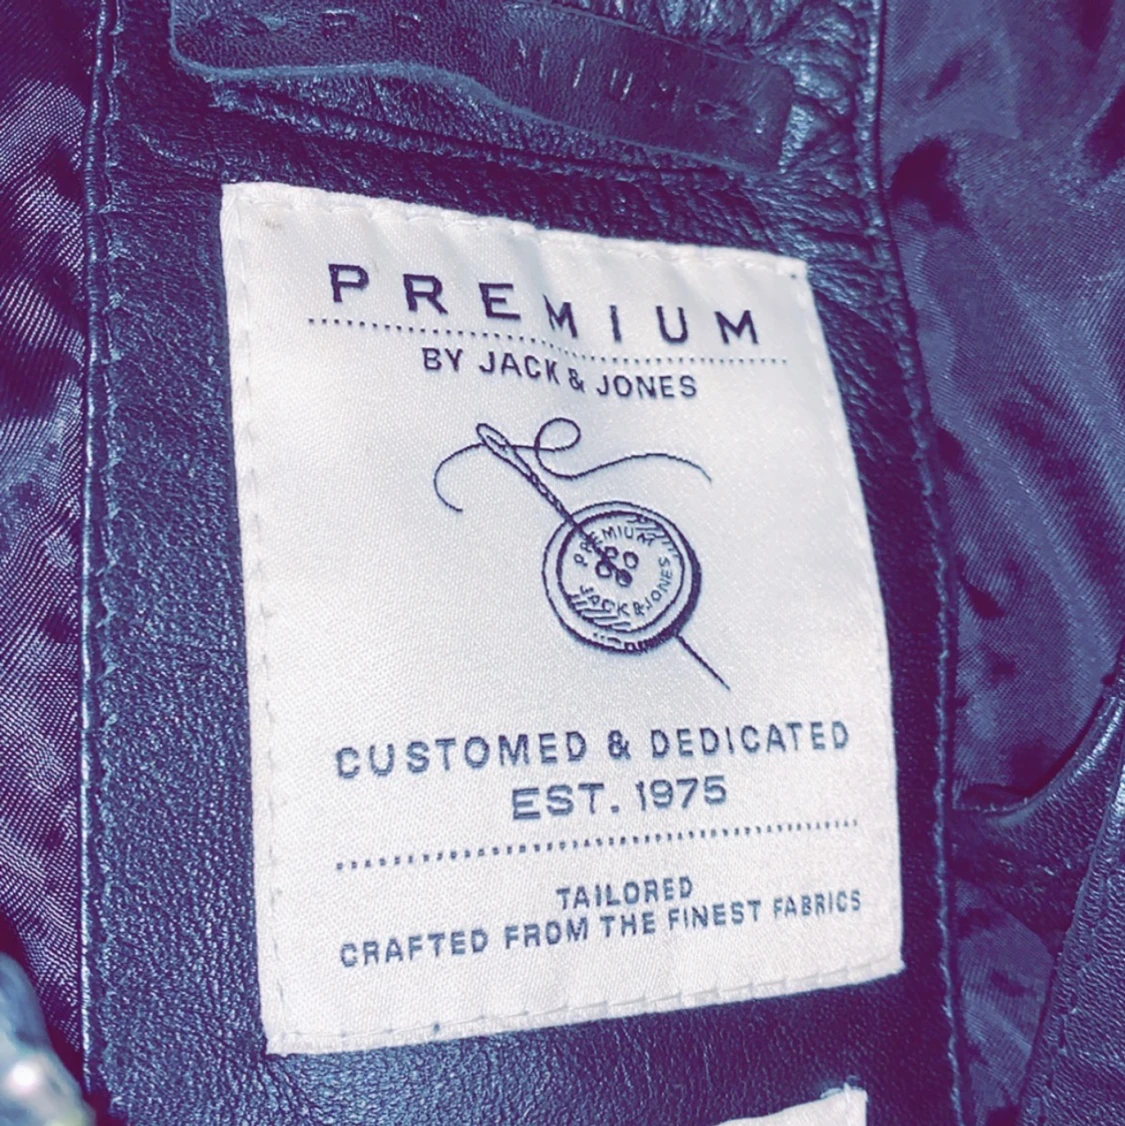 PREMIUM
BY JACK & JONES
PREMIUM
JACK & JONES
CUSTOMED & DEDICATED
EST. 1975
TAILORED
CRAFTED FROM THE FINEST FABRICS